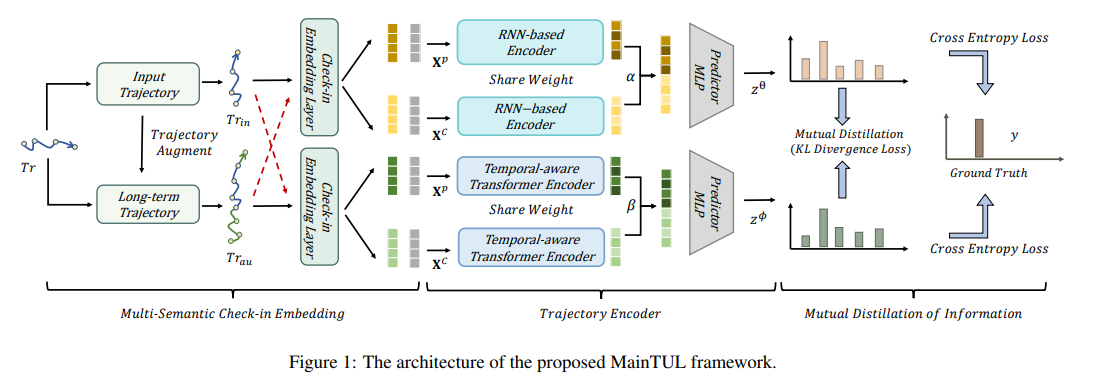 Input
Trajectory
Trajectory
Augment
Long-term
Trajectory
Tr
Tr_in
Tr_au
Check-in
Embedding Layer
Check-in
Embedding Layer
X^p
X^c
X^p
X^c
RNN-based
Encoder
Share Weight
RNN−based
Encoder
Temporal-aware
Transformer Encoder
Share Weight
Temporal-aware
Transformer Encoder
α
β
Predictor
MLP
Predictor
MLP
z^θ
z^ϕ
Mutual Distillation
(KL Divergence Loss)
Cross Entropy Loss
y
Ground Truth
Cross Entropy Loss
Multi-Semantic Check-in Embedding
Trajectory Encoder
Mutual Distillation of Information
Figure 1: The architecture of the proposed MainTUL framework.